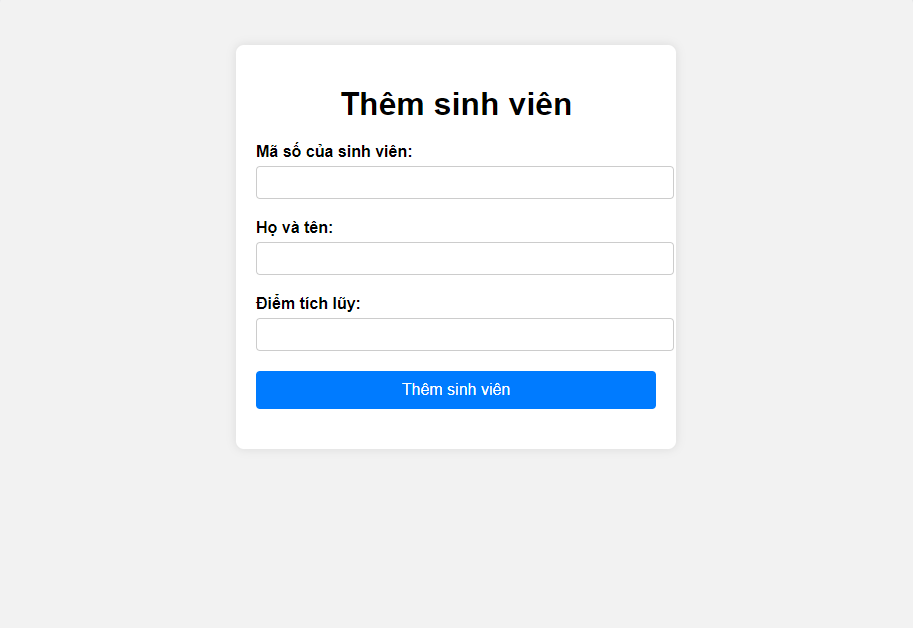 Thêm sinh viên
Mã số của sinh viên:
Họ và tên:
Điểm tích lũy:
Thêm sinh viên